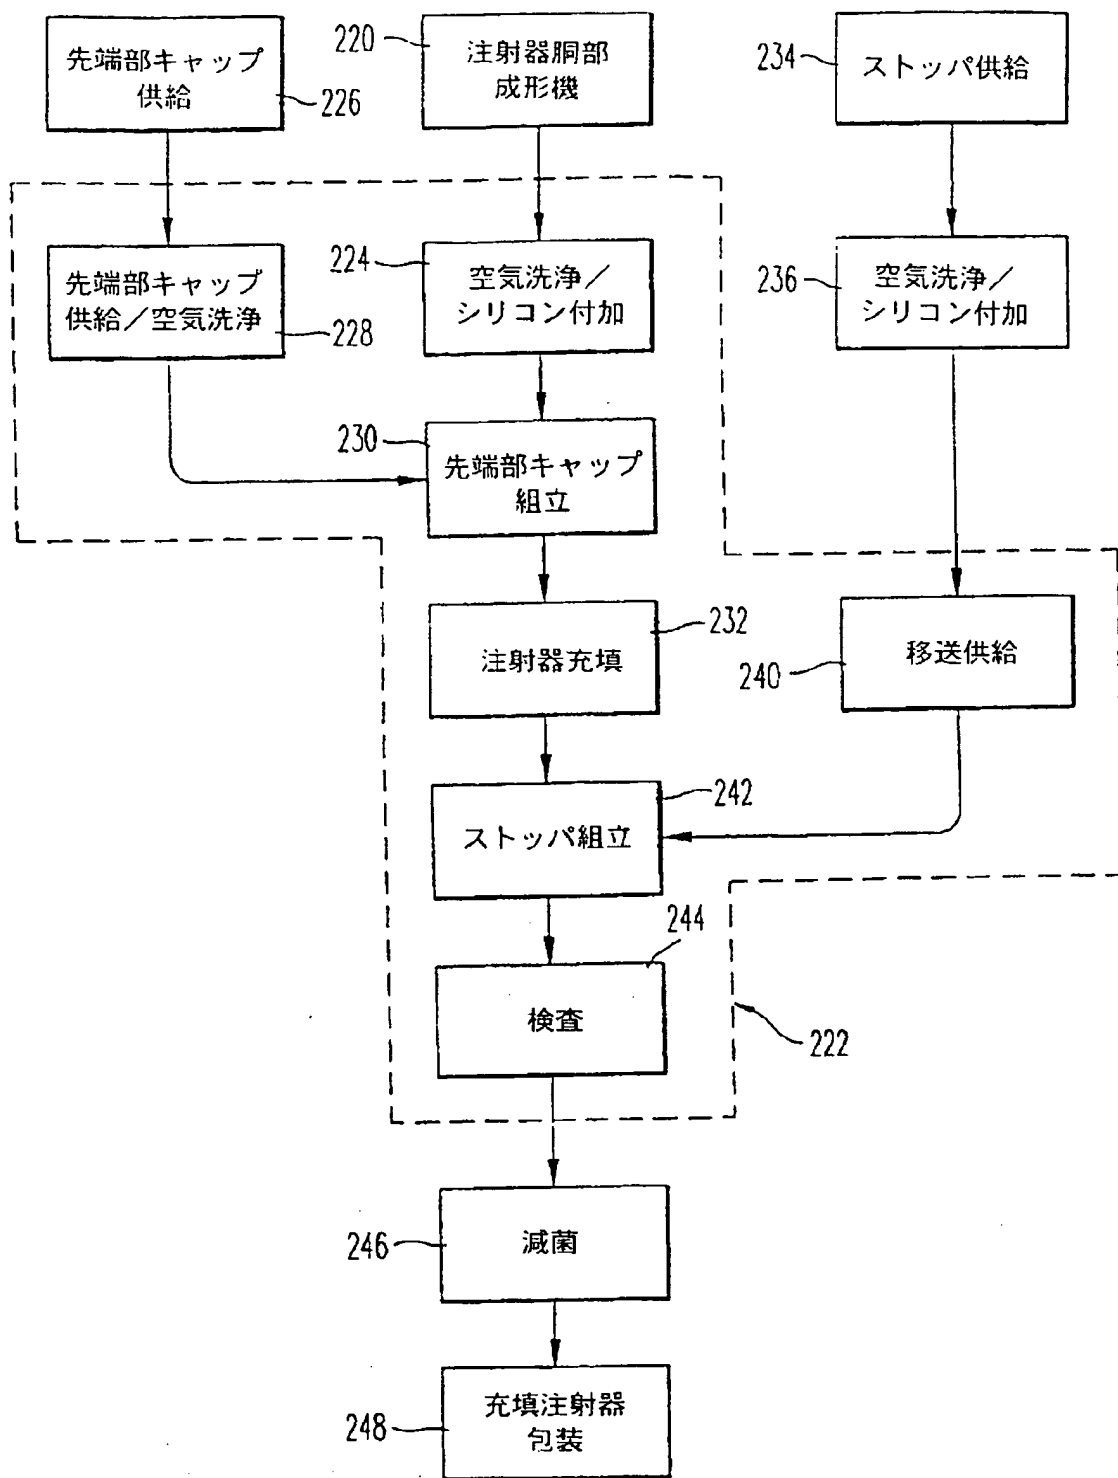 先端部キャップ
供給
226
220
注射器胴部
成形機
234
ストッパ供給
先端部キャップ
供給／空気洗浄
228
224
空気洗浄／
シリコン付加
236
空気洗浄／
シリコン付加
230
先端部キャップ
組立
232
注射器充填
240
移送供給
242
ストッパ組立
244
検査
222
246
減菌
248
充填注射器
包装